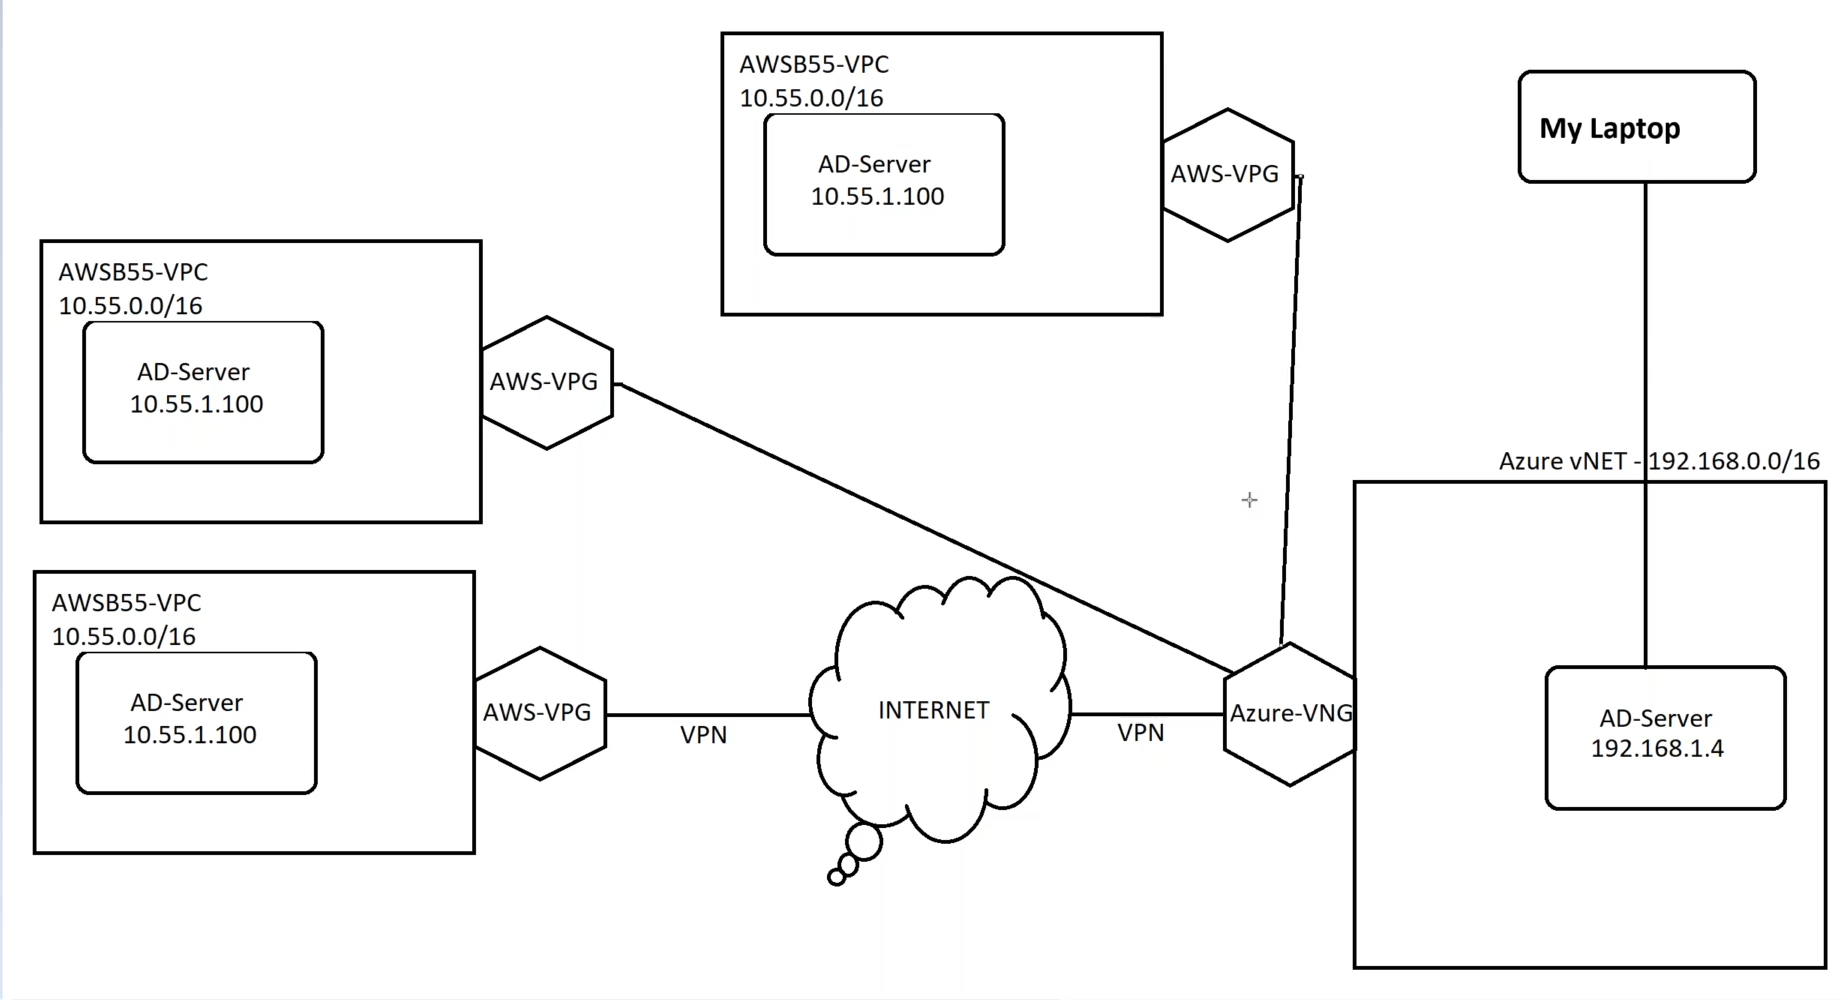 AWSB55-VPC
10.55.0.0/16
AD-Server
10.55.1.100
AWS-VPG
My Laptop
AWSB55-VPC
10.55.0.0/16
AD-Server
10.55.1.100
AWS-VPG
Azure vNET - 192.168.0.0/16
AWSB55-VPC
10.55.0.0/16
AD-Server
10.55.1.100
AWS-VPG
VPN
INTERNET
VPN
Azure-VNG
AD-Server
192.168.1.4